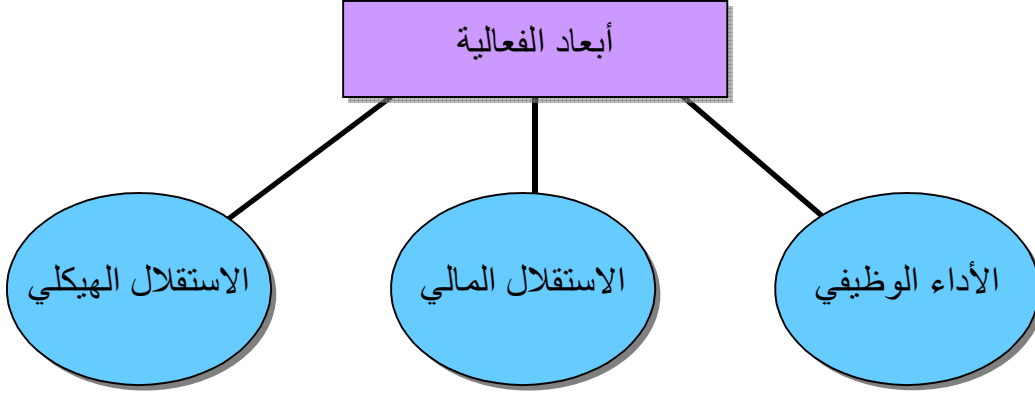 أبعاد الفعالية
الأداء الوظيفي
الاستقلال المالي
الاستقلال الهيكلي